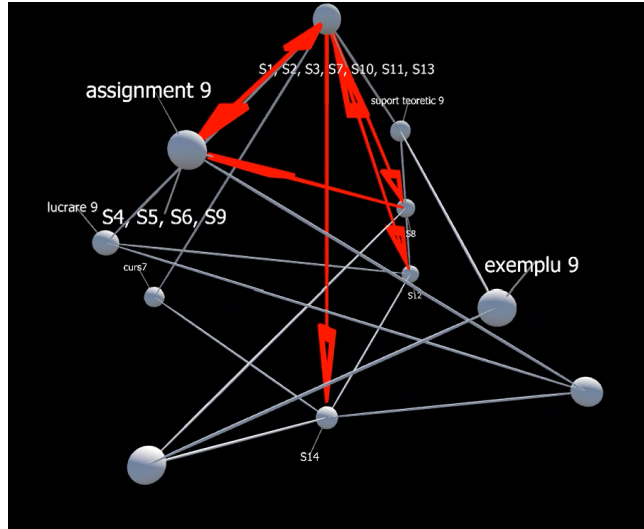 S1, S2, S3, S7, S10, S11, S13
assignment 9
suport teoretic 9
lucrare 9
S4, S5, S6, S9
S8
curs7
exemplu 9
S12
S14